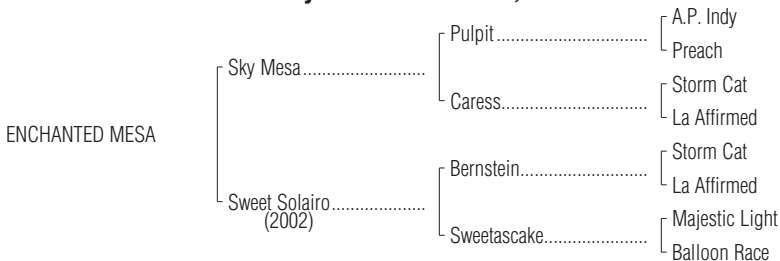 A.P. Indy
Pulpit
Preach
Sky Mesa
Storm Cat
Caress
La Affirmed
ENCHANTED MESA
Storm Cat
Bernstein
La Affirmed
Sweet Solairo
(2002)
Majestic Light
Sweetascake
Balloon Race